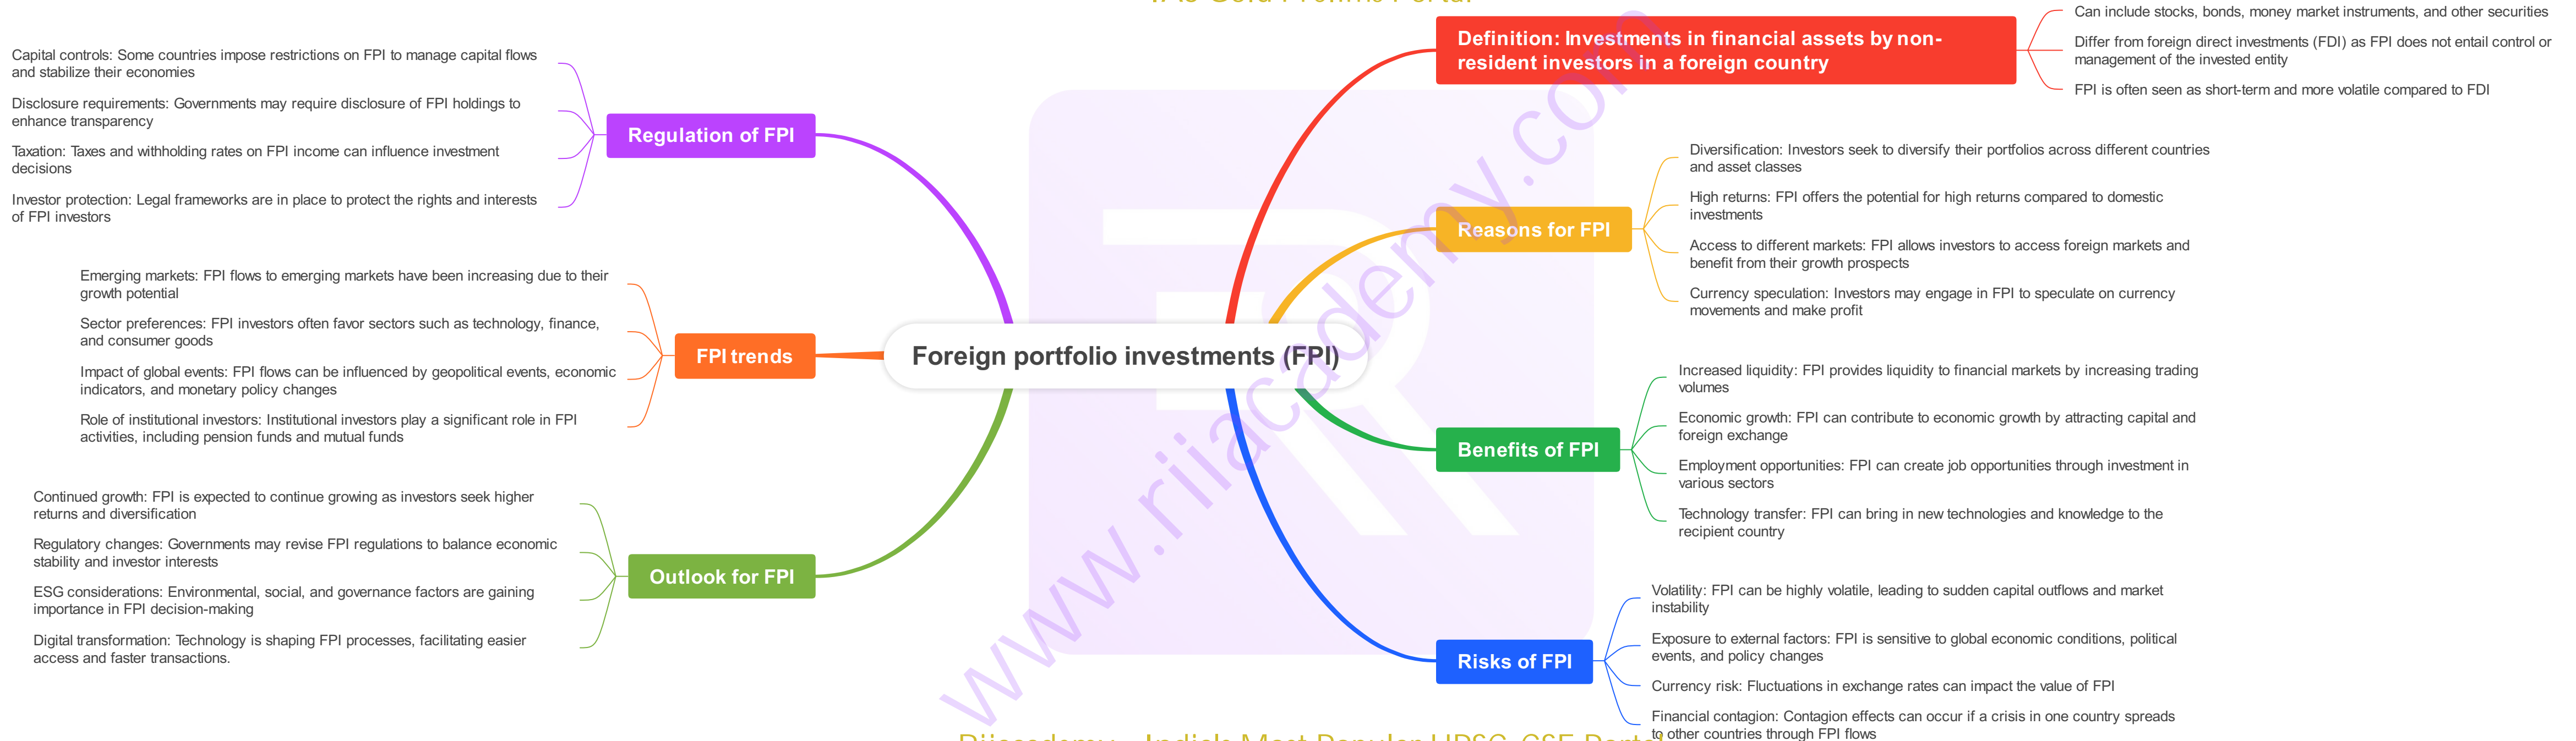 Foreign portfolio investments (FPI)
Definition: Investments in financial assets by non-
resident investors in a foreign country
Can include stocks, bonds, money market instruments, and other securities
Differ from foreign direct investments (FDI) as FPI does not entail control or
management of the invested entity
FPI is often seen as short-term and more volatile compared to FDI
Reasons for FPI
Diversification: Investors seek to diversify their portfolios across different countries
and asset classes
High returns: FPI offers the potential for high returns compared to domestic
investments
Access to different markets: FPI allows investors to access foreign markets and
benefit from their growth prospects
Currency speculation: Investors may engage in FPI to speculate on currency
movements and make profit
Benefits of FPI
Increased liquidity: FPI provides liquidity to financial markets by increasing trading
volumes
Economic growth: FPI can contribute to economic growth by attracting capital and
foreign exchange
Employment opportunities: FPI can create job opportunities through investment in
various sectors
Technology transfer: FPI can bring in new technologies and knowledge to the
recipient country
Risks of FPI
Volatility: FPI can be highly volatile, leading to sudden capital outflows and market
instability
Exposure to external factors: FPI is sensitive to global economic conditions, political
events, and policy changes
Currency risk: Fluctuations in exchange rates can impact the value of FPI
Financial contagion: Contagion effects can occur if a crisis in one country spreads
to other countries through FPI flows
Regulation of FPI
Capital controls: Some countries impose restrictions on FPI to manage capital flows
and stabilize their economies
Disclosure requirements: Governments may require disclosure of FPI holdings to
enhance transparency
Taxation: Taxes and withholding rates on FPI income can influence investment
decisions
Investor protection: Legal frameworks are in place to protect the rights and interests
of FPI investors
FPI trends
Emerging markets: FPI flows to emerging markets have been increasing due to their
growth potential
Sector preferences: FPI investors often favor sectors such as technology, finance,
and consumer goods
Impact of global events: FPI flows can be influenced by geopolitical events, economic
indicators, and monetary policy changes
Role of institutional investors: Institutional investors play a significant role in FPI
activities, including pension funds and mutual funds
Outlook for FPI
Continued growth: FPI is expected to continue growing as investors seek higher
returns and diversification
Regulatory changes: Governments may revise FPI regulations to balance economic
stability and investor interests
ESG considerations: Environmental, social, and governance factors are gaining
importance in FPI decision-making
Digital transformation: Technology is shaping FPI processes, facilitating easier
access and faster transactions.
www.riiacademy.com